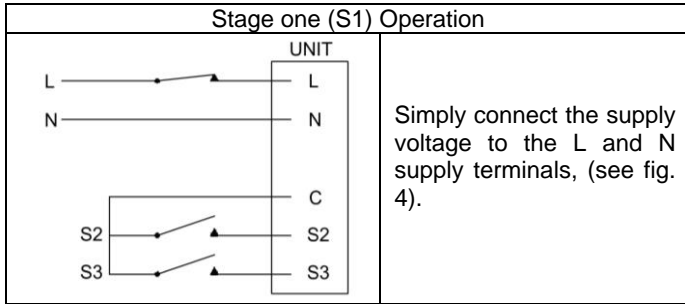 Stage one (S1) Operation
UNIT
L L
N N
C
S2 S2
S3 S3
Simply connect the supply
voltage to the L and N
supply terminals, (see fig.
4).